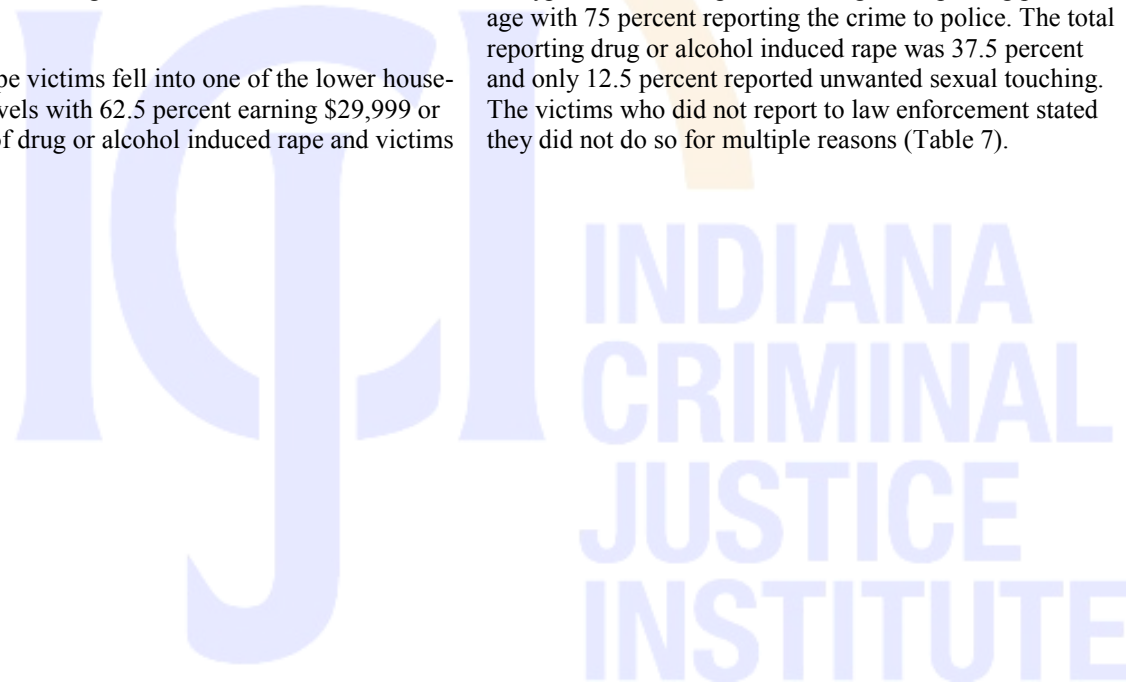 pe victims fell into one of the lower house-
vels with 62.5 percent earning $29,999 or
f drug or alcohol induced rape and victims
age with 75 percent reporting the crime to police. The total
reporting drug or alcohol induced rape was 37.5 percent
and only 12.5 percent reported unwanted sexual touching.
The victims who did not report to law enforcement stated
they did not do so for multiple reasons (Table 7).
ICJI
INDIANA
CRIMINAL
JUSTICE
INSTITUTE